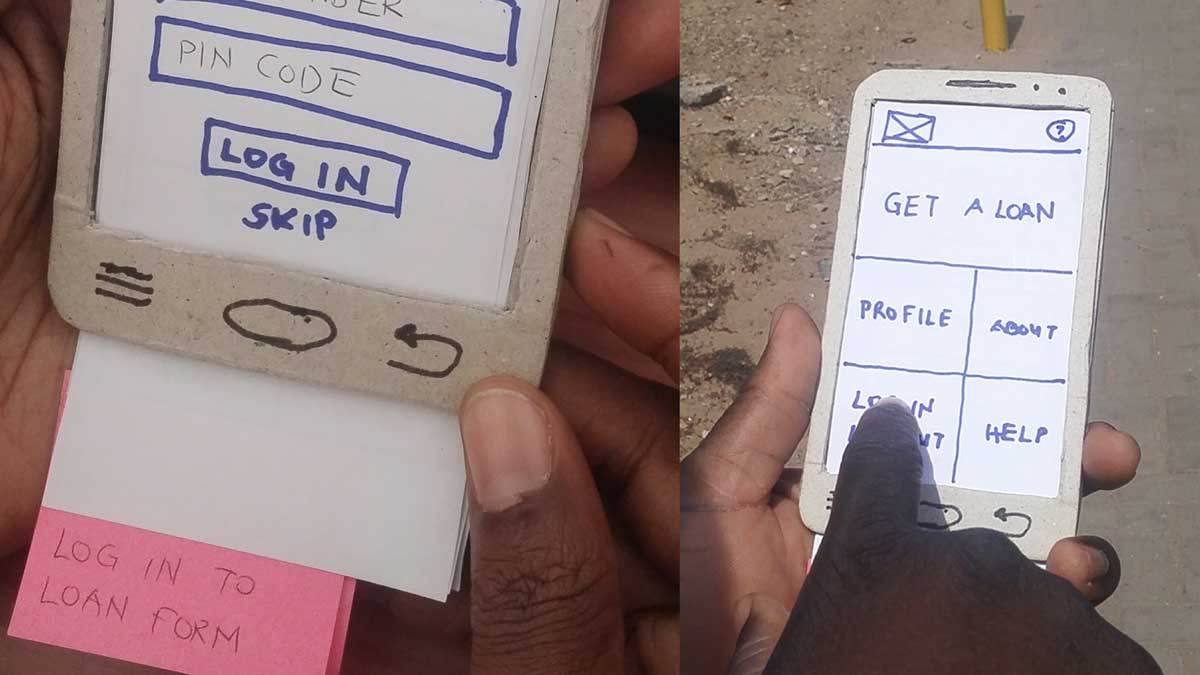 PIN CODE
LOG IN
SKIP
LOG IN TO
LOAN FORM
?
GET A LOAN
PROFILE
ABOUT
HELP